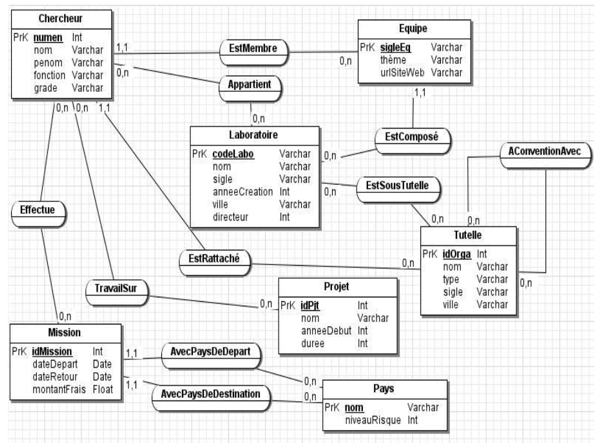 Chercheur
PrK numen Int
nom Varchar
penom Varchar
fonction Varchar
grade Varchar
1,1
EstMembre
0,n
Equipe
PrK sigleEq Varchar
thème Varchar
urlSiteWeb Varchar
0,n
Appartient
0,n
1,1
0,n
0,n
1,1
Laboratoire
PrK codeLabo Varchar
nom Varchar
sigle Varchar
anneeCreation Int
ville Varchar
directeur Int
0,n
EstComposé
AConventionAvec
0,n
EstSousTutelle
0,n
0,n
Effectue
Tutelle
PrK idOrga Int
nom Varchar
type Varchar
sigle Varchar
ville Varchar
EstRattaché
0,n
0,n
TravailSur
0,n
Projet
PrK idPjt Int
nom Varchar
anneeDebut Int
duree Int
0,n
Mission
PrK idMission Int
dateDepart Date
dateRetour Date
montantFrais Float
1,1
AvecPaysDeDepart
0,n
1,1
AvecPaysDeDestination
0,n
Pays
PrK nom Varchar
niveauRisque Int